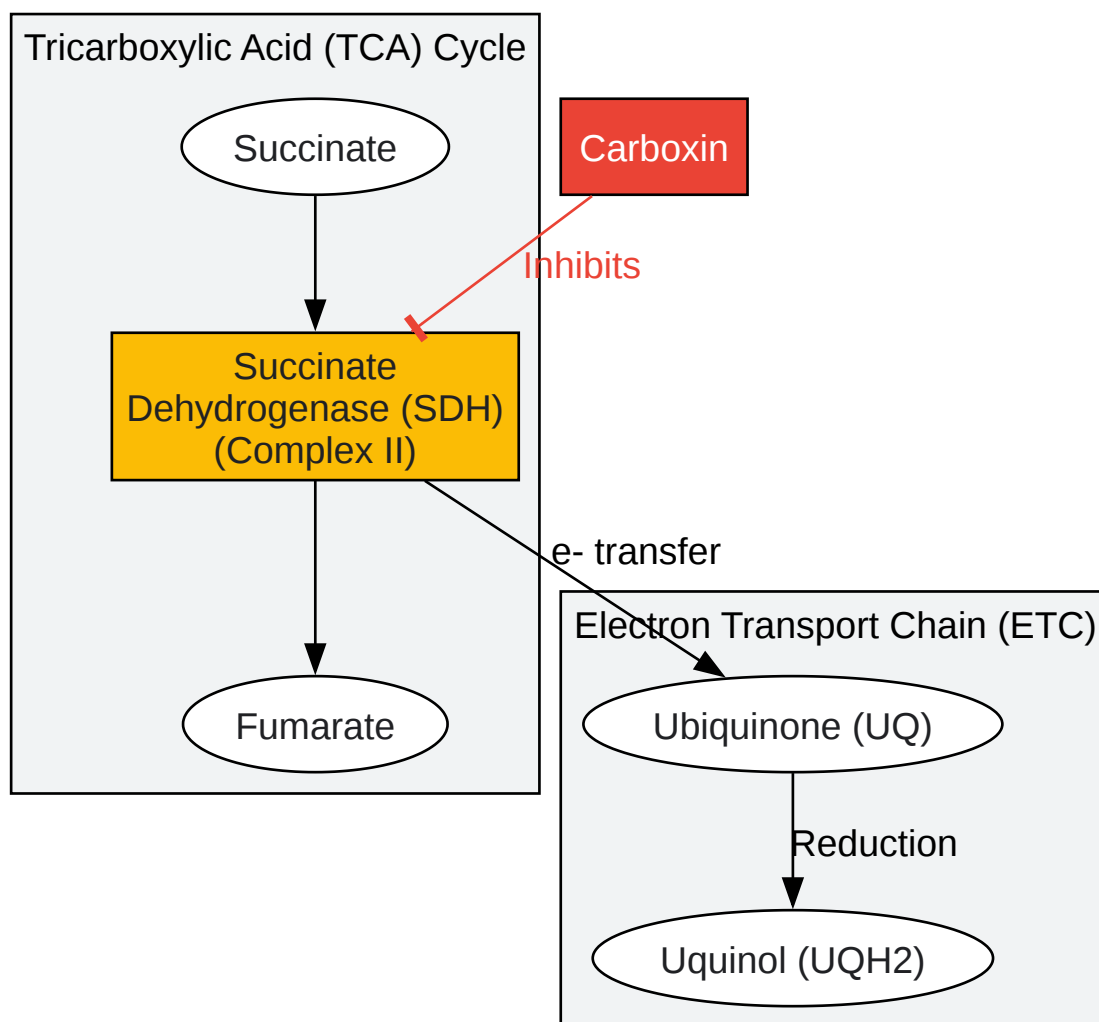 Tricarboxylic Acid (TCA) Cycle
Succinate
Carboxin
Inhibits
Succinate
Dehydrogenase (SDH)
(Complex II)
e- transfer
Electron Transport Chain (ETC)
Fumarate
Ubiquinone (UQ)
Reduction
Uquinol (UQH2)